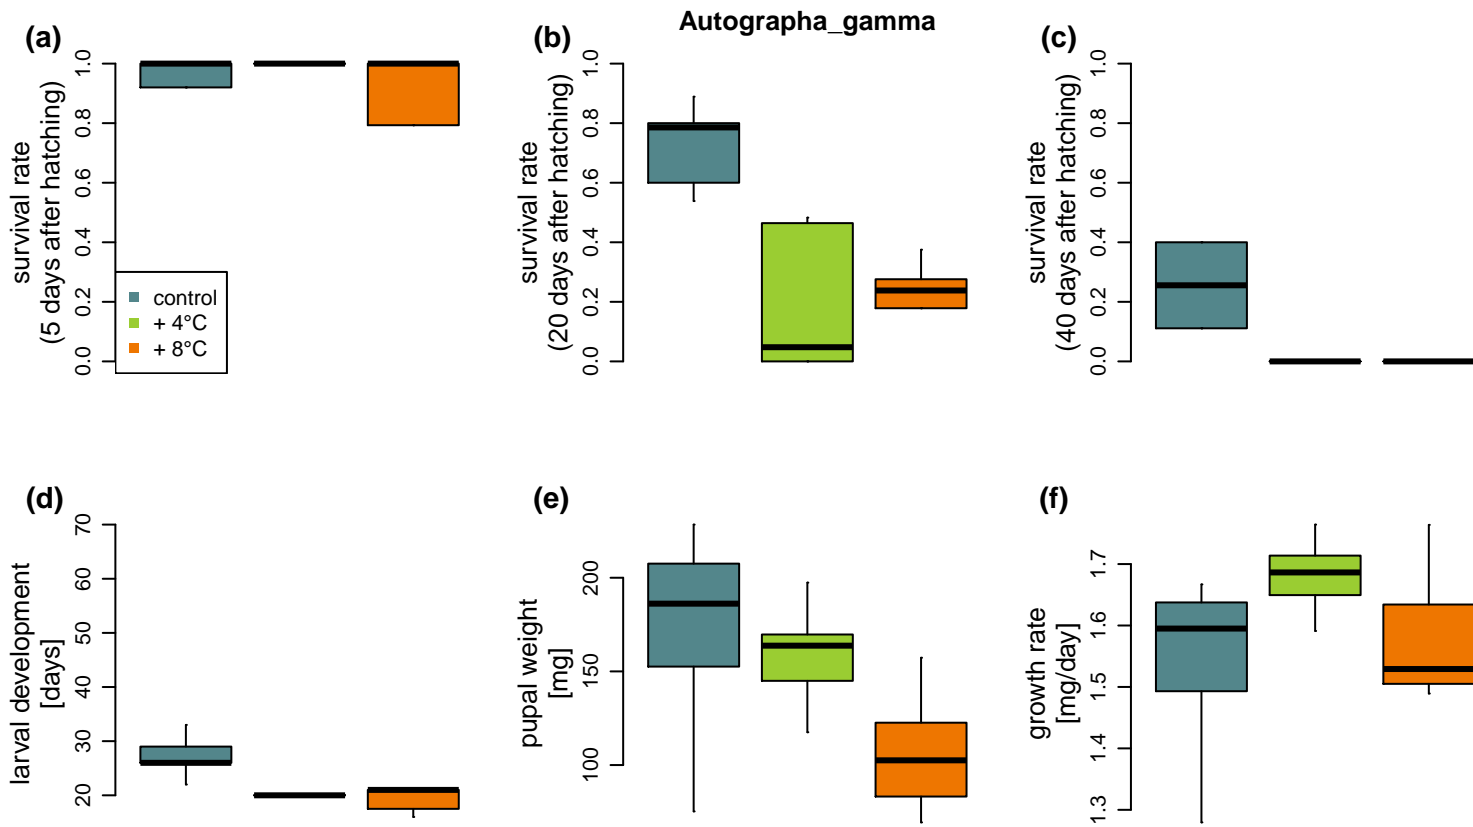 Autographa_gamma
(a)
survival rate
(5 days after hatching)
1.0
0.8
0.6
0.4
0.2
0.0
control
+ 4°C
+ 8°C
(b)
survival rate
(20 days after hatching)
1.0
0.8
0.6
0.4
0.2
0.0
(c)
survival rate
(40 days after hatching)
1.0
0.8
0.6
0.4
0.2
0.0
(d)
larval development
[days]
70
60
50
40
30
20
(e)
pupal weight
[mg]
200
150
100
(f)
growth rate
[mg/day]
1.7
1.6
1.5
1.4
1.3